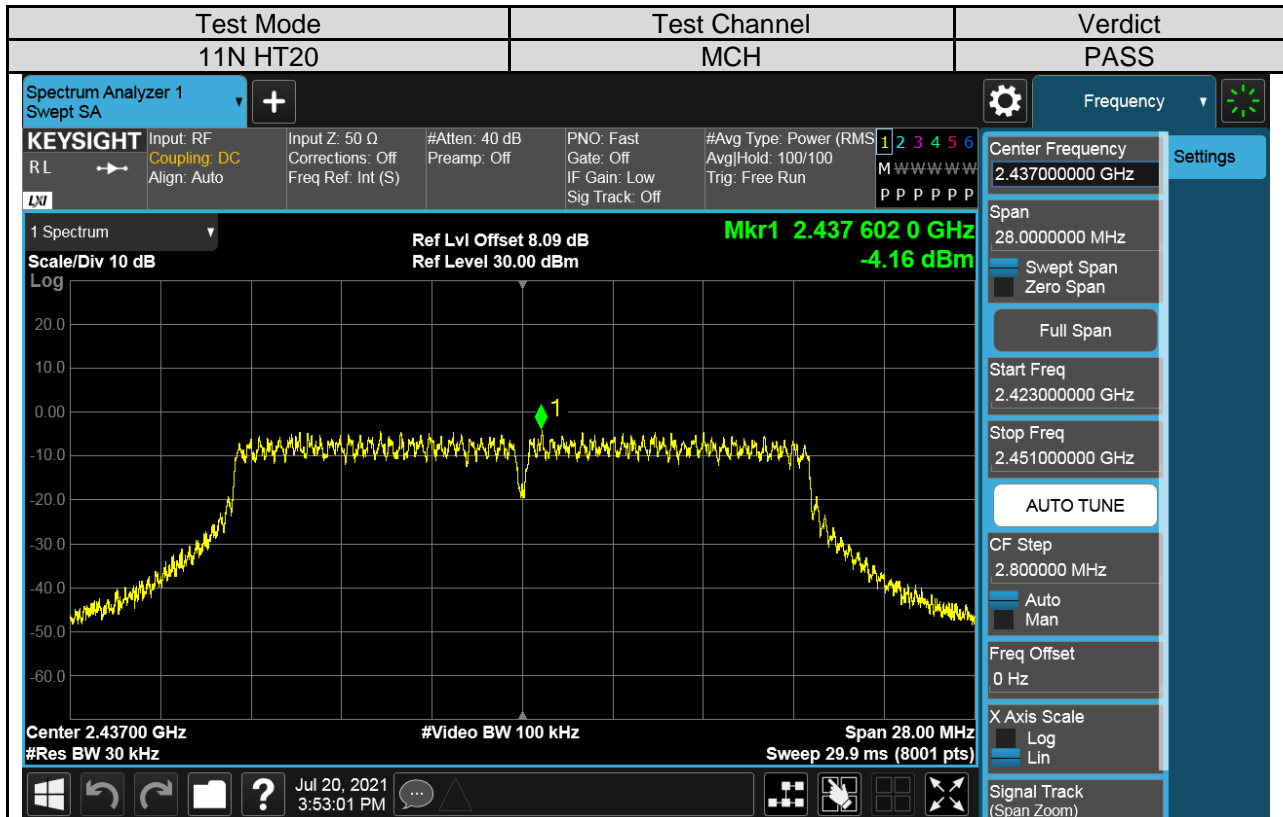 Test Mode Test Channel Verdict
11N HT20 MCH PASS
Spectrum Analyzer 1
Swept SA
Frequency
KEYSIGHT
R L
LXI
Input: RF
Coupling: DC
Align: Auto
Input Z: 50 Ω
Corrections: Off
Freq Ref: Int (S)
#Atten: 40 dB
Preamp: Off
PNO: Fast
Gate: Off
IF Gain: Low
Sig Track: Off
#Avg Type: Power (RMS
Avg|Hold: 100/100
Trig: Free Run
1 2 3 4 5 6
M W W W W W
P P P P P P
1 Spectrum
Scale/Div 10 dB
Ref Lvl Offset 8.09 dB
Ref Level 30.00 dBm
Mkr1 2.437 602 0 GHz
-4.16 dBm
Log
20.0
10.0
0.00
-10.0
-20.0
-30.0
-40.0
-50.0
-60.0
1
Center 2.43700 GHz
#Res BW 30 kHz
#Video BW 100 kHz
Span 28.00 MHz
Sweep 29.9 ms (8001 pts)
?
Jul 20, 2021
3:53:01 PM
Center Frequency
2.437000000 GHz
Span
28.0000000 MHz
Swept Span
Zero Span
Full Span
Start Freq
2.423000000 GHz
Stop Freq
2.451000000 GHz
AUTO TUNE
CF Step
2.800000 MHz
Auto
Man
Freq Offset
0 Hz
X Axis Scale
Log
Lin
Signal Track
(Span Zoom)
Settings